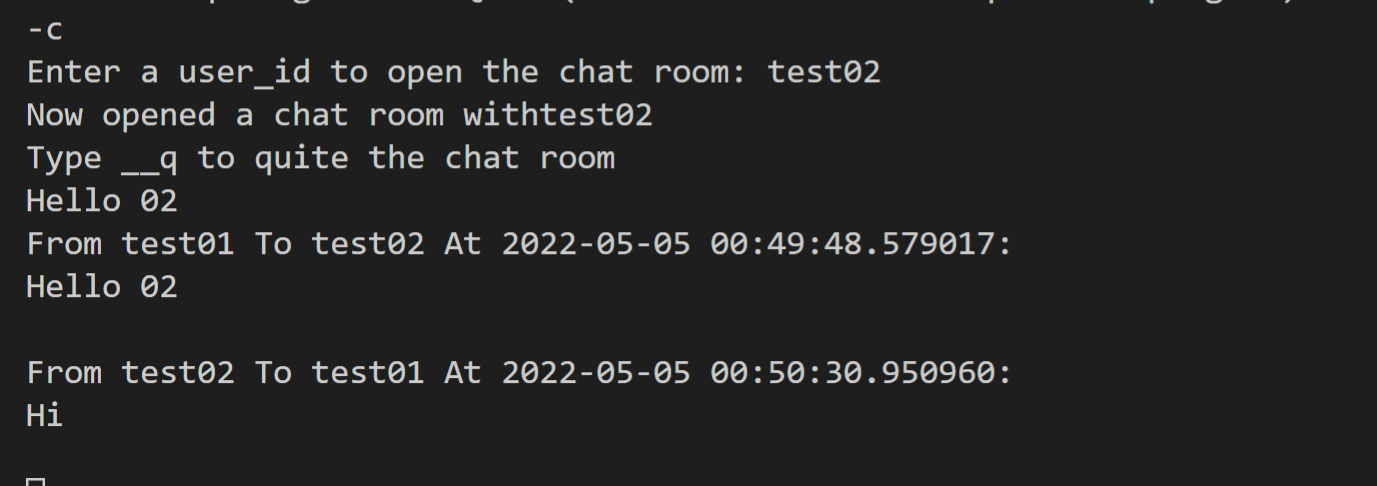 -c
Enter a user_id to open the chat room: test02
Now opened a chat room withtest02
Type __q to quite the chat room
Hello 02
From test01 To test02 At 2022-05-05 00:49:48.579017:
Hello 02
From test02 To test01 At 2022-05-05 00:50:30.950960:
Hi